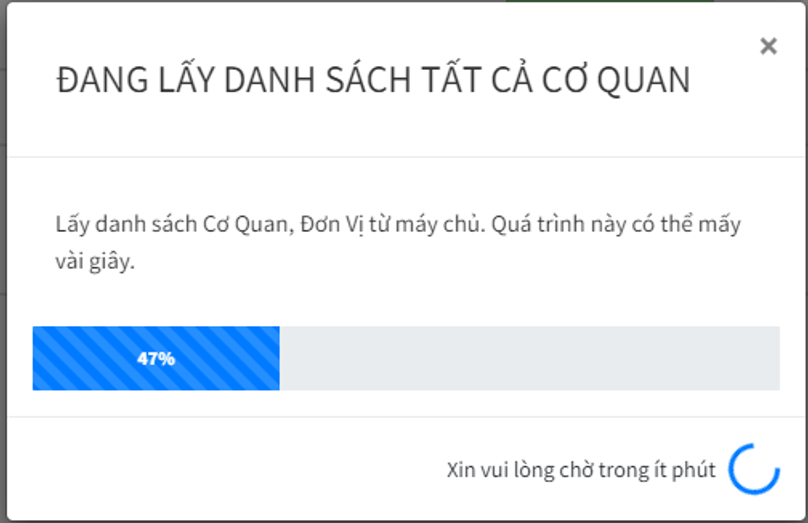 ĐANG LẤY DANH SÁCH TẤT CẢ CƠ QUAN
Lấy danh sách Cơ Quan, Đơn Vị từ máy chủ. Quá trình này có thể mấy
vài giây.
47%
Xin vui lòng chờ trong ít phút